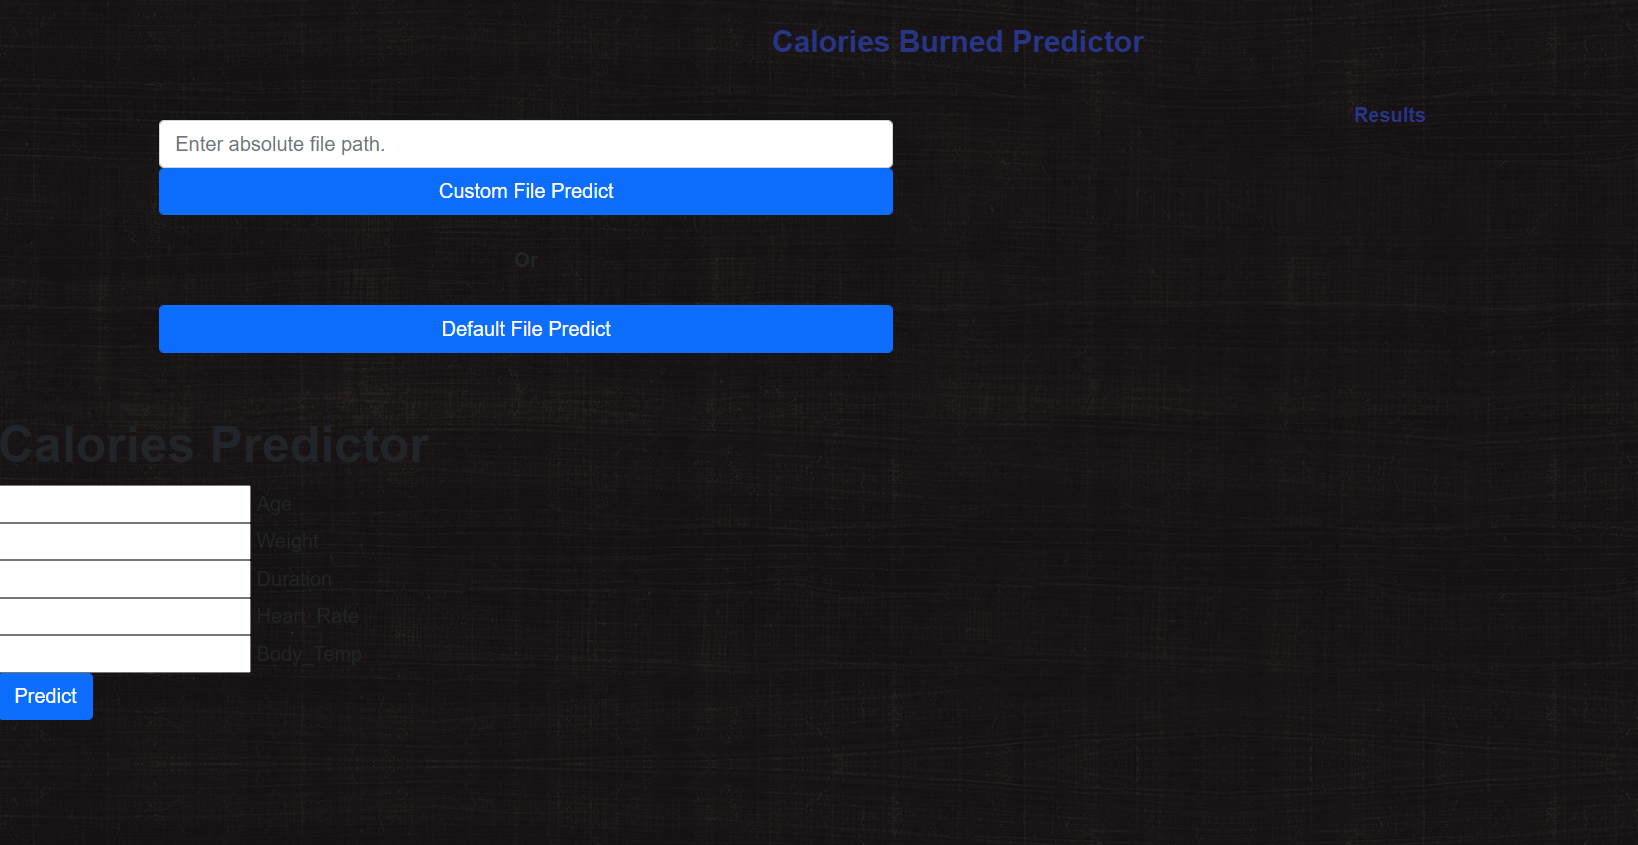 Calories Burned Predictor
Results
Enter absolute file path.
Custom File Predict
Or
Default File Predict
Calories Predictor
Age
Weight
Duration
Heart_Rate
Body_Temp
Predict